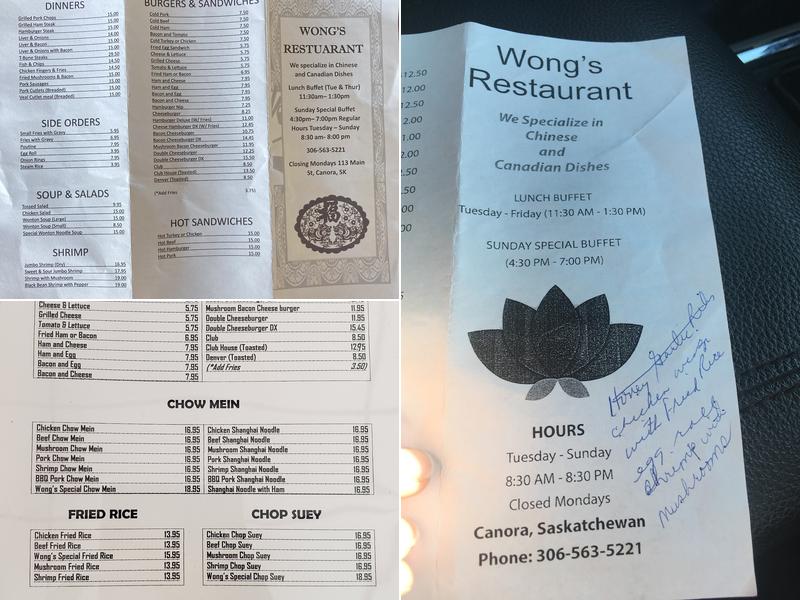 DINNERS
Grilled Pork Chops 15.00
Grilled Ham Steak 15.00
Hamburger Steak 14.00
Liver & Onions 15.00
Liver & Bacon 15.00
Liver & Onions with Bacon 15.00
T-Bone Steaks 29.50
Fish & Chips 14.50
Chicken Fingers & Fries 14.50
Fried Mushrooms & Bacon 15.00
Pork Sausages 15.00
Pork Cutlets (Breaded) 15.00
Veal Cutlet meal (Breaded) 15.00
SIDE ORDERS
Small Fries with Gravy 5.95
Fries with Gravy 8.95
Poutine 7.95
Egg Roll 3.95
Onion Rings 7.95
Steam Rice 3.95
SOUP & SALADS
Tossed Salad 9.95
Chicken Salad 15.00
Wonton Soup (Large) 15.00
Wonton Soup (Small) 8.50
Special Wonton Noodle Soup 15.00
SHRIMP
Jumbo Shrimp (Dry) 16.95
Sweet & Sour Jumbo Shrimp 17.95
Shrimp with Mushroom 19.00
Black Bean Shrimp with Pepper 19.00
BURGERS & SANDWICHES
Cold Pork 7.50
Cold Beef 7.50
Cold Ham 7.50
Bacon and Tomato 7.50
Cold Turkey or Chicken 7.50
Fried Egg Sandwich 5.75
Cheese & Lettuce 5.75
Grilled Cheese 5.75
Tomato & Lettuce 5.75
Fried Ham or Bacon 6.95
Ham and Cheese 7.95
Ham and Egg 7.95
Bacon and Egg 7.95
Bacon and Cheese 7.95
Hamburger Nip 7.25
Cheeseburger 8.25
Hamburger Deluxe (W/ Fries) 11.00
Cheese Hamburger DX (W/ Fries) 12.45
Bacon Cheeseburger 10.75
Bacon Cheeseburger DX 14.45
Mushroom Bacon Cheeseburger 11.95
Double Cheeseburger 12.25
Double Cheeseburger DX 15.50
Club 8.50
Club House (Toasted) 13.50
Denver (Toasted) 8.50
(*Add Fries 3.75)
HOT SANDWICHES
Hot Turkey or Chicken 15.00
Hot Beef 15.00
Hot Hamburger 15.00
Hot Pork 15.00
WONG'S
RESTUARANT
We specialize in Chinese
and Canadian Dishes
Lunch Buffet (Tue & Thur)
11:30am– 1:30pm
Sunday Special Buffet
4:30pm– 7:00pm Regular
Hours Tuesday – Sunday
8:30 am- 8:00 pm
306-563-5221
Closing Mondays 113 Main
St, Canora, SK
福
Cheese & Lettuce 5.75
Grilled Cheese 5.75
Tomato & Lettuce 5.75
Fried Ham or Bacon 6.95
Ham and Cheese 7.95
Ham and Egg 7.95
Bacon and Egg 7.95
Bacon and Cheese 7.95
Mushroom Bacon Cheese burger 11.95
Double Cheeseburger 11.95
Double Cheeseburger DX 15.45
Club 8.50
Club House (Toasted) 12.95
Denver (Toasted) 8.50
(*Add Fries 3.50)
CHOW MEIN
Chicken Chow Mein 16.95
Beef Chow Mein 16.95
Mushroom Chow Mein 16.95
Pork Chow Mein 16.95
Shrimp Chow Mein 16.95
BBQ Pork Chow Mein 16.95
Wong's Special Chow Mein 18.95
Chicken Shanghai Noodle 16.95
Beef Shanghai Noodle 16.95
Mushroom Shanghai Noodle 16.95
Pork Shanghai Noodle 16.95
Shrimp Shanghai Noodle 16.95
BBQ Pork Shanghai Noodle 16.95
Shanghai Noodle with Ham 16.95
FRIED RICE
Chicken Fried Rice 13.95
Beef Fried Rice 13.95
Wong's Special Fried Rice 15.95
Mushroom Fried Rice 13.95
Shrimp Fried Rice 13.95
CHOP SUEY
Chicken Chop Suey 16.95
Beef Chop Suey 16.95
Mushroom Chop Suey 16.95
Shrimp Chop Suey 16.95
Wong's Special Chop Suey 18.95
12.50
12.50
Wong's
Restaurant
We Specialize in
Chinese
and
Canadian Dishes
LUNCH BUFFET
Tuesday - Friday (11:30 AM - 1:30 PM)
SUNDAY SPECIAL BUFFET
(4:30 PM - 7:00 PM)
Honey Garlic Ribs
chicken
with Fried Rice
egg roll
shrimp with
mushrooms
HOURS
Tuesday - Sunday
8:30 AM - 8:30 PM
Closed Mondays
Canora, Saskatchewan
Phone: 306-563-5221